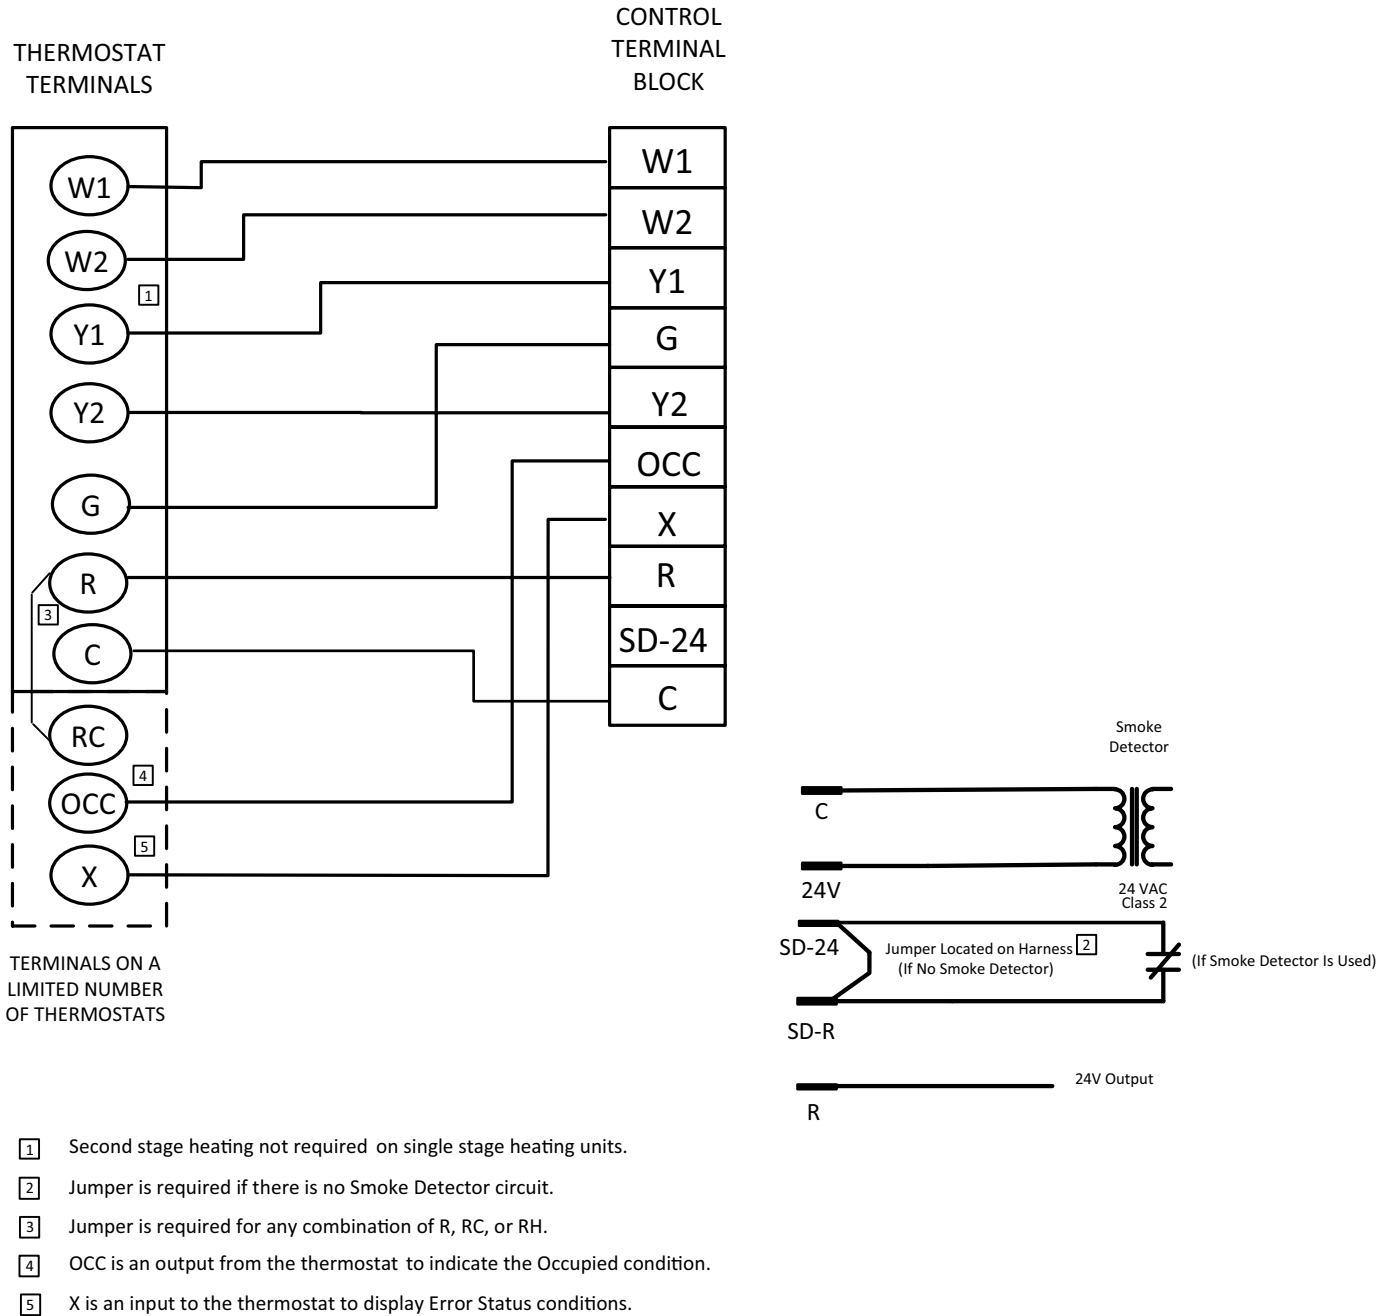 THERMOSTAT
TERMINALS
W1
W2
1
Y1
Y2
G
R
3
C
RC
4
OCC
5
X
TERMINALS ON A
LIMITED NUMBER
OF THERMOSTATS
CONTROL
TERMINAL
BLOCK
W1
W2
Y1
G
Y2
OCC
X
R
SD-24
C
Smoke
Detector
C
24V
24 VAC
Class 2
SD-24
Jumper Located on Harness 2
(If No Smoke Detector)
(If Smoke Detector Is Used)
SD-R
24V Output
R
1 Second stage heating not required on single stage heating units.
2 Jumper is required if there is no Smoke Detector circuit.
3 Jumper is required for any combination of R, RC, or RH.
4 OCC is an output from the thermostat to indicate the Occupied condition.
5 X is an input to the thermostat to display Error Status conditions.